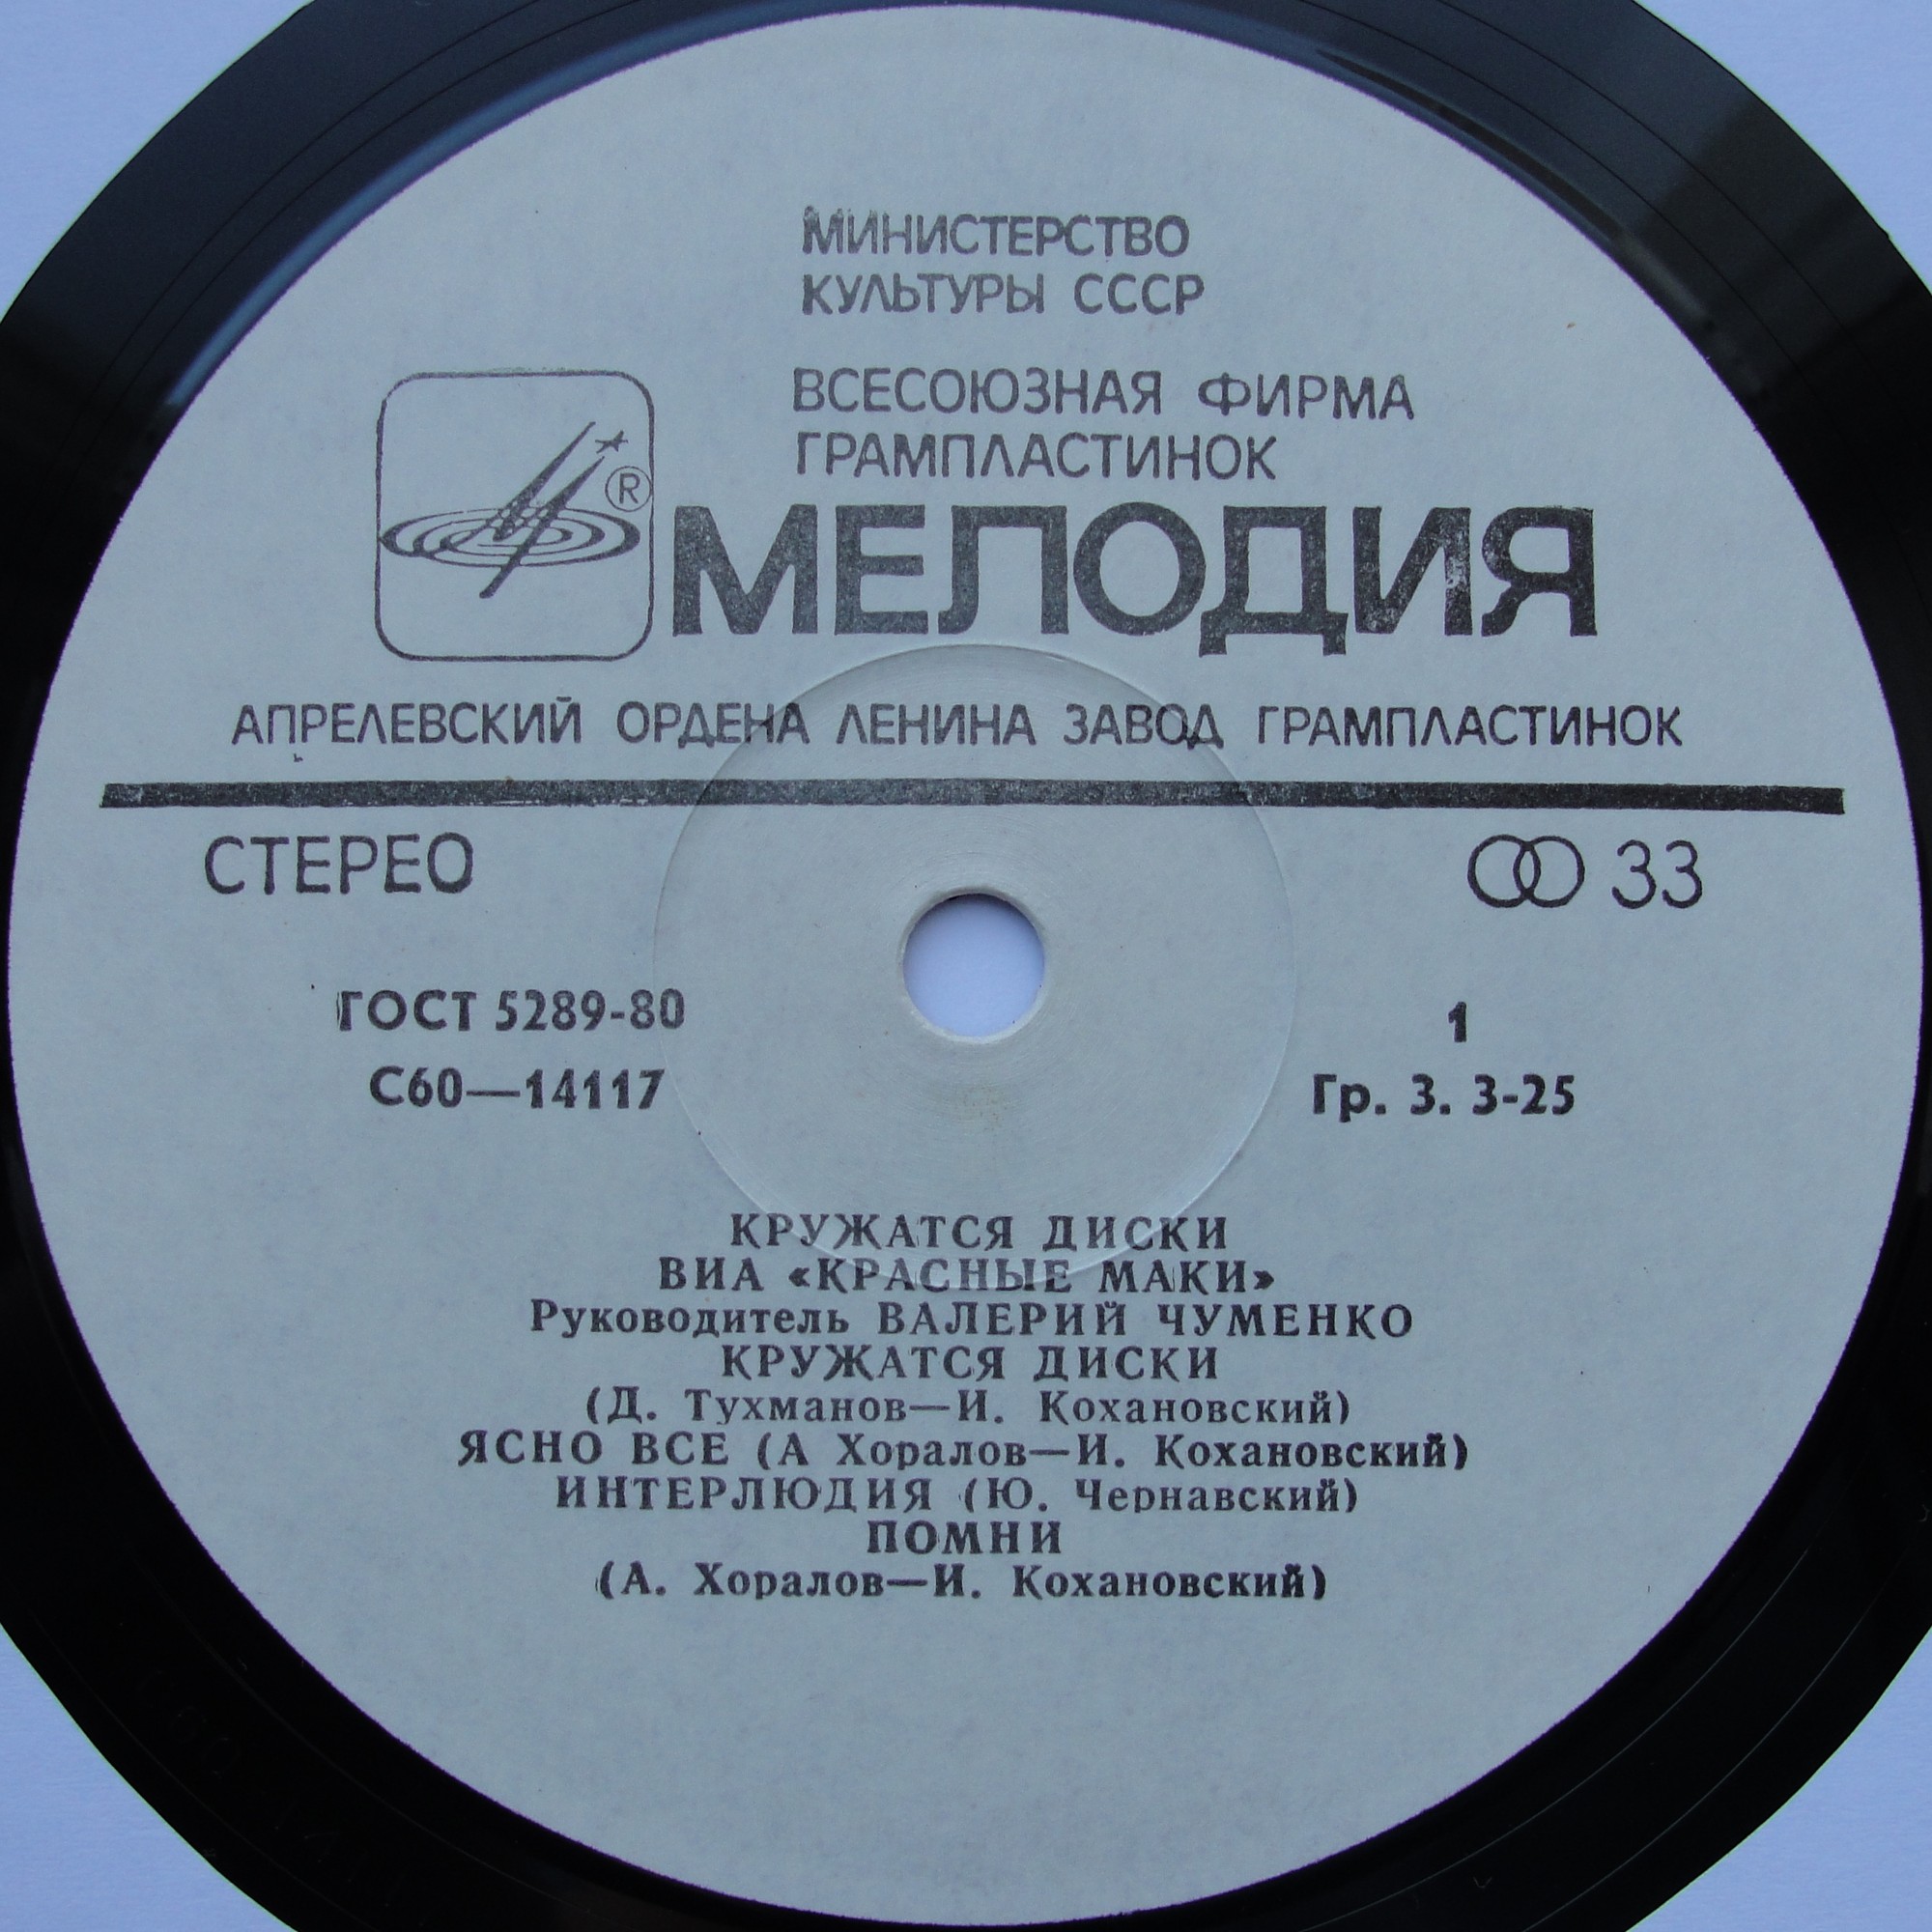 МИНИСТЕРСТВО
КУЛЬТУРЫ СССР
ВСЕСОЮЗНАЯ ФИРМА
ГРАМПЛАСТИНОК
®
МЕЛОДИЯ
АПРЕЛЕВСКИЙ ОРДЕНА ЛЕНИНА ЗАВОД ГРАМПЛАСТИНОК
СТЕРЕО 33
ГОСТ 5289-80 1
С60—14117 Гр. 3. 3-25
КРУЖАТСЯ ДИСКИ
ВИА «КРАСНЫЕ МАКИ»
Руководитель ВАЛЕРИЙ ЧУМЕНКО
КРУЖАТСЯ ДИСКИ
(Д. Тухманов—И. Кохановский)
ЯСНО ВСЕ (А Хоралов—И. Кохановский)
ИНТЕРЛЮДИЯ (Ю. Чернавский)
ПОМНИ
(А. Хоралов—И. Кохановский)